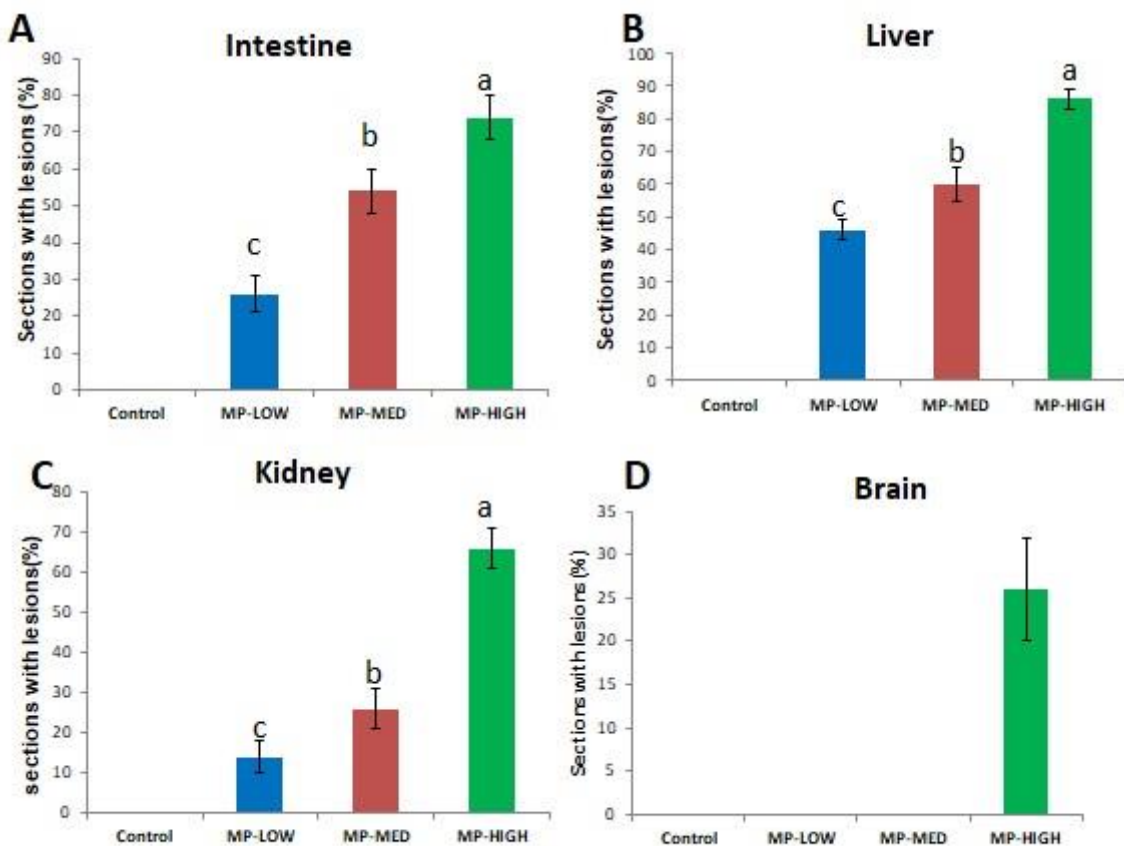 A
Intestine
Sections with lesions (%)
90
80
70
60
50
40
30
20
10
0
c
b
a
Control MP-LOW MP-MED MP-HIGH
B
Liver
Sections with lesions(%)
100
90
80
70
60
50
40
30
20
10
0
c
b
a
Control MP-LOW MP-MED MP-HIGH
C
Kidney
sections with lesions(%)
80
70
60
50
40
30
20
10
0
c
b
a
Control MP-LOW MP-MED MP-HIGH
D
Brain
Sections with lesions (%)
35
30
25
20
15
10
5
0
Control MP-LOW MP-MED MP-HIGH